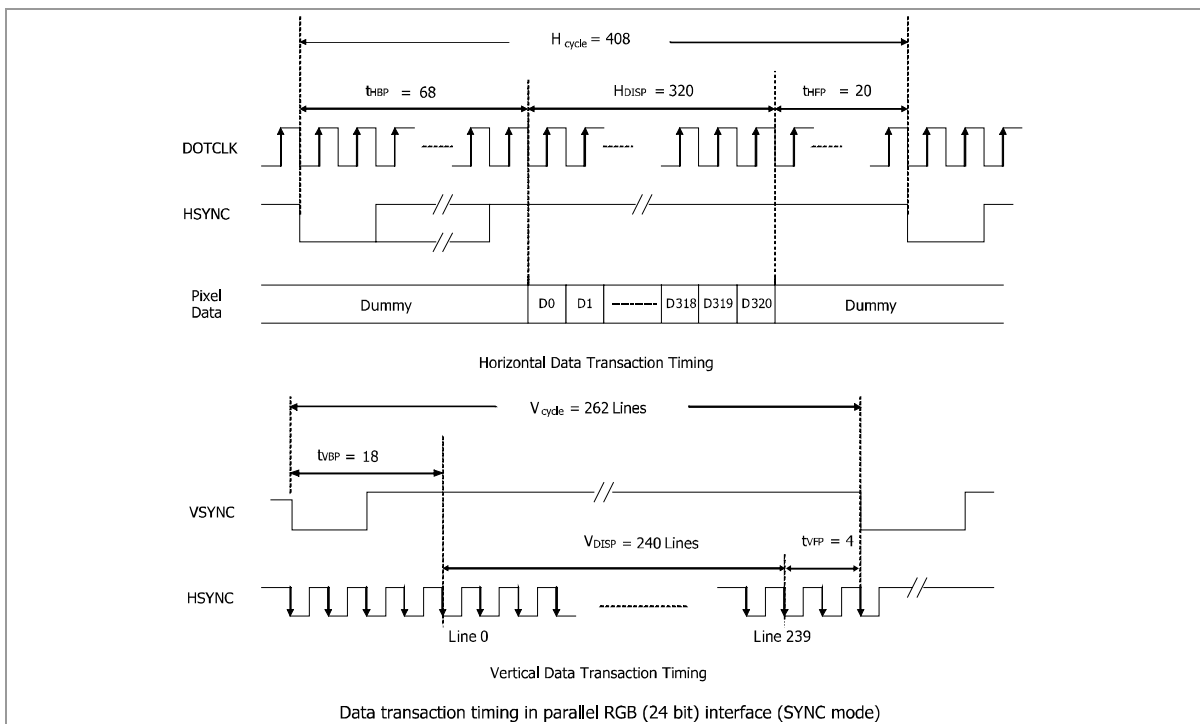 H cycle = 408
tHBP = 68 HDISP = 320 tHFP = 20
DOTCLK
HSYNC
Pixel Data Dummy D0 D1 D318 D319 D320 Dummy
Horizontal Data Transaction Timing
V cycle = 262 Lines
tVBP = 18
VSYNC
VDISP = 240 Lines tVFP = 4
HSYNC
Line 0 Line 239
Vertical Data Transaction Timing
Data transaction timing in parallel RGB (24 bit) interface (SYNC mode)